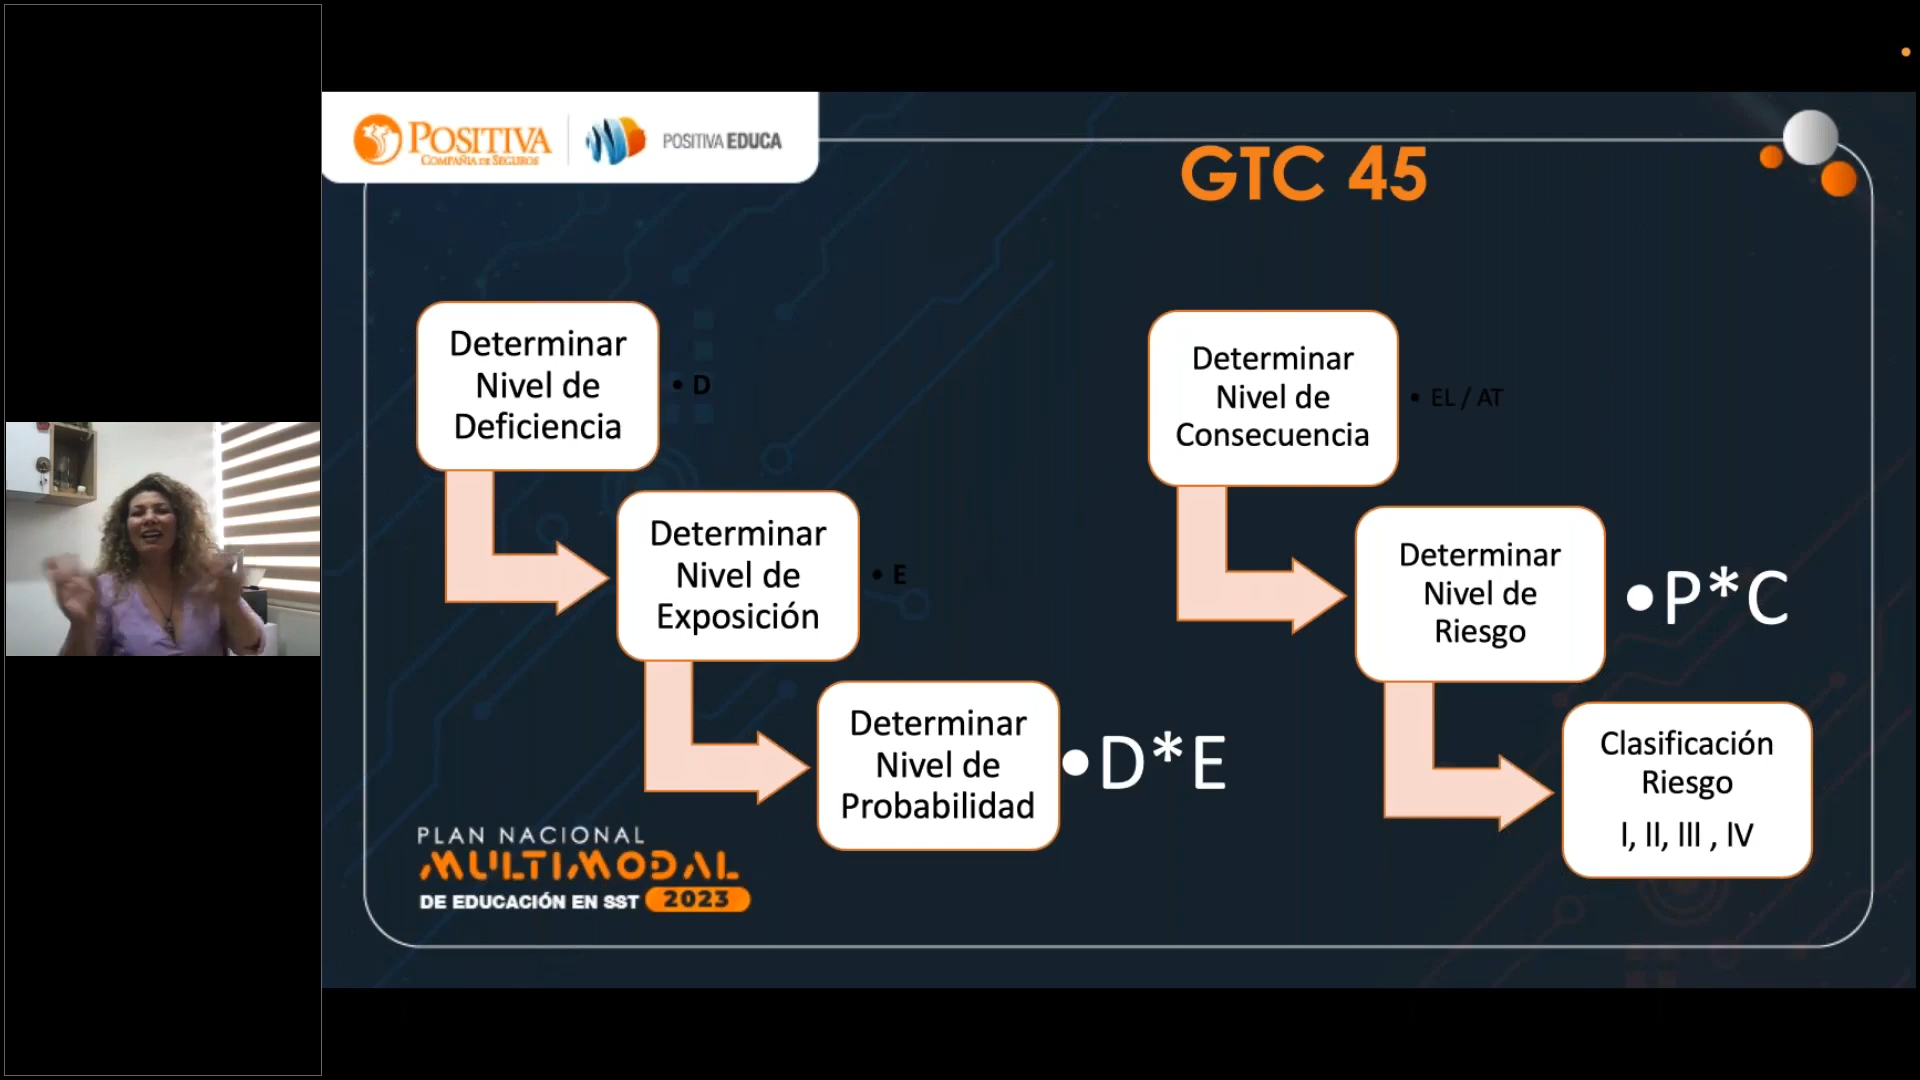 POSITIVA
COMPAÑIA DE SEGUROS
POSITIVA EDUCA
GTC 45
Determinar
Nivel de
Deficiencia
• D
Determinar
Nivel de
Exposición
• E
Determinar
Nivel de
Probabilidad
•D*E
Determinar
Nivel de
Consecuencia
• EL / AT
Determinar
Nivel de
Riesgo
•P*C
Clasificación
Riesgo
I, II, III , IV
PLAN NACIONAL
MULTIMODAL
DE EDUCACIÓN EN SST 2023